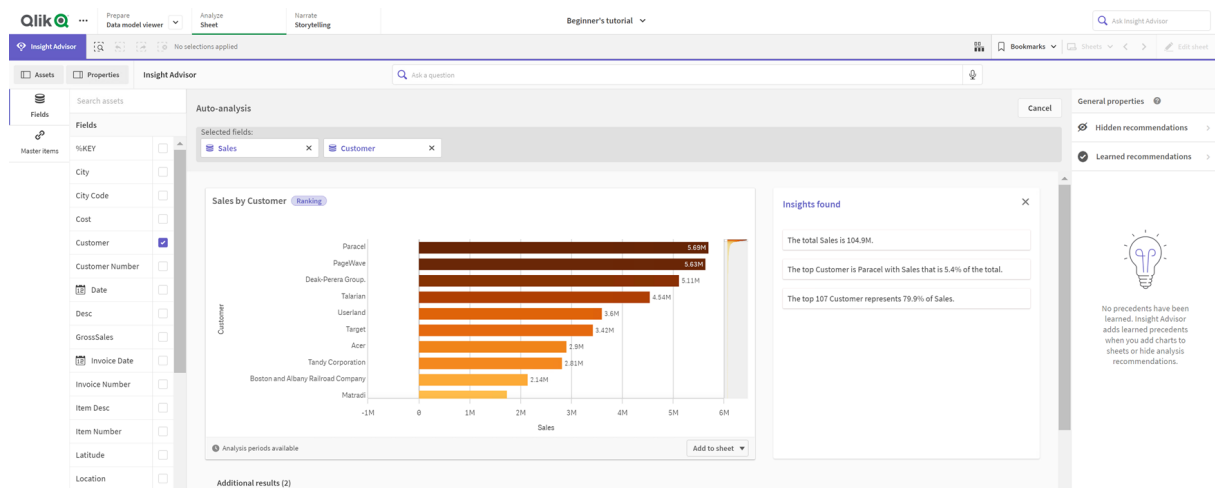 Qlik
Prepare
Data model viewer
Analyze
Sheet
Narrate
Storytelling
Beginner's tutorial
Ask Insight Advisor
Insight Advisor
No selections applied
Bookmarks
Sheets
Edit sheet
Assets
Properties
Insight Advisor
Ask a question
Fields
Master items
Search assets
Fields
%KEY
City
City Code
Cost
Customer
Customer Number
Date
Desc
GrossSales
Invoice Date
Invoice Number
Item Desc
Item Number
Latitude
Location
Auto-analysis
Cancel
Selected fields:
Sales
Customer
Sales by Customer
Ranking
Customer
Paracel 5.69M
PageWave 5.63M
Deak-Perera Group. 5.11M
Talarian 4.54M
Userland 3.6M
Target 3.42M
Acer 2.9M
Tandy Corporation 2.81M
Boston and Albany Railroad Company 2.14M
Matradi
-1M 0 1M 2M 3M 4M 5M 6M
Sales
Analysis periods available
Add to sheet
Additional results (2)
Insights found
The total Sales is 104.9M.
The top Customer is Paracel with Sales that is 5.4% of the total.
The top 107 Customer represents 79.9% of Sales.
General properties
Hidden recommendations
Learned recommendations
No precedents have been
learned. Insight Advisor
adds learned precedents
when you add charts to
sheets or hide analysis
recommendations.